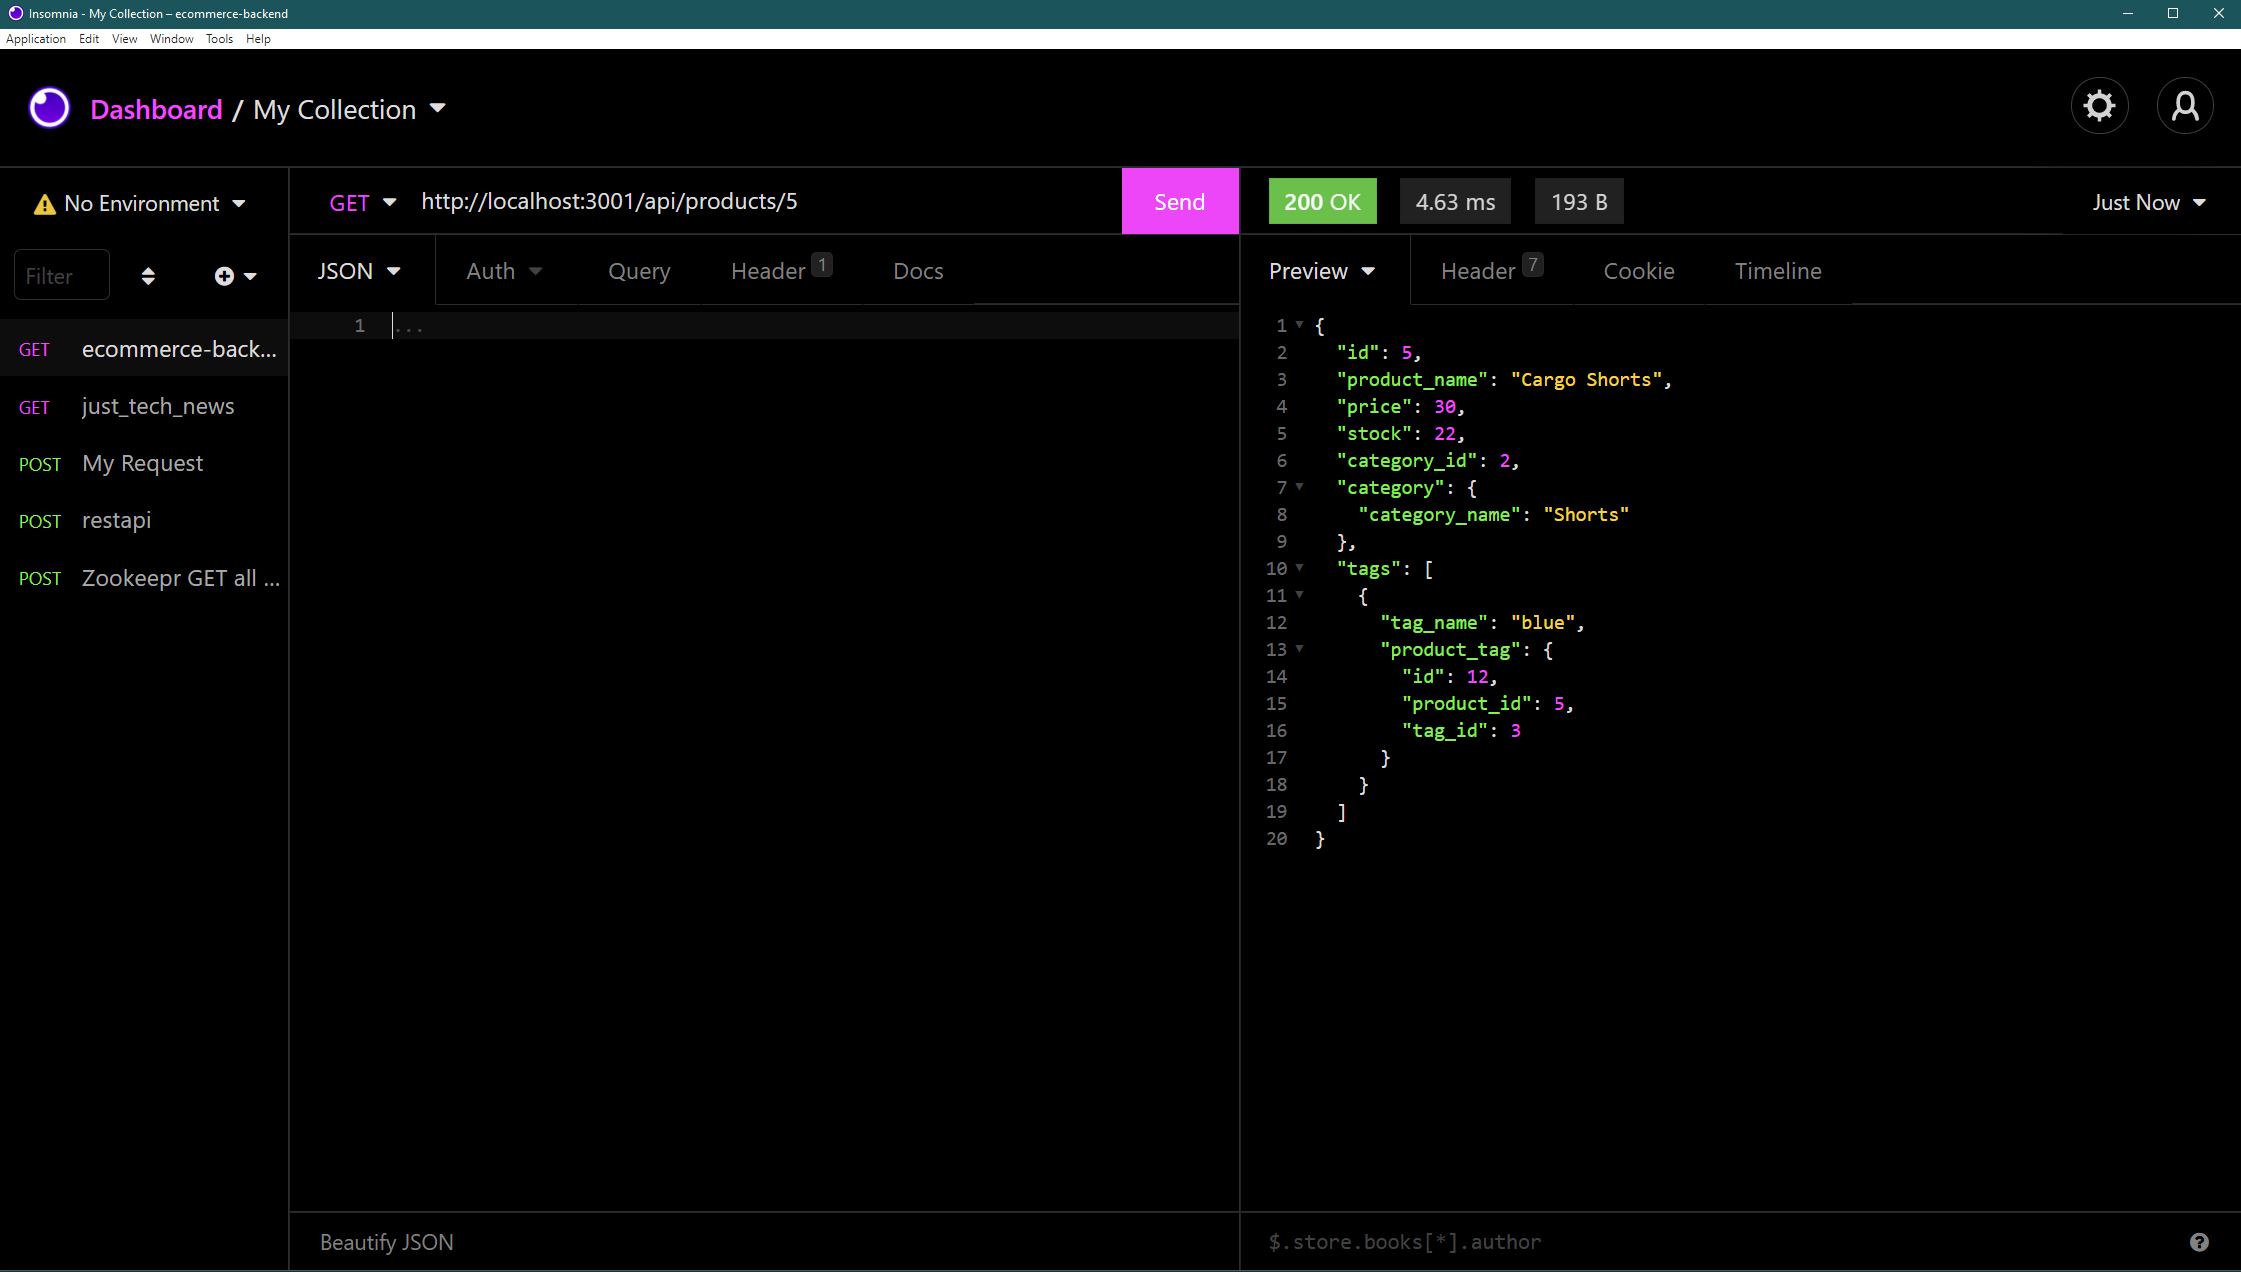 Insomnia - My Collection – ecommerce-backend
Application Edit View Window Tools Help
Dashboard / My Collection
No Environment
GET http://localhost:3001/api/products/5 Send
200 OK 4.63 ms 193 B Just Now
Filter
JSON Auth Query Header 1 Docs
Preview Header 7 Cookie Timeline
GET ecommerce-back...
GET just_tech_news
POST My Request
POST restapi
POST Zookeepr GET all ...
1 ...
1 {
2 "id": 5,
3 "product_name": "Cargo Shorts",
4 "price": 30,
5 "stock": 22,
6 "category_id": 2,
7 "category": {
8 "category_name": "Shorts"
9 },
10 "tags": [
11 {
12 "tag_name": "blue",
13 "product_tag": {
14 "id": 12,
15 "product_id": 5,
16 "tag_id": 3
17 }
18 }
19 ]
20 }
Beautify JSON
$.store.books[*].author